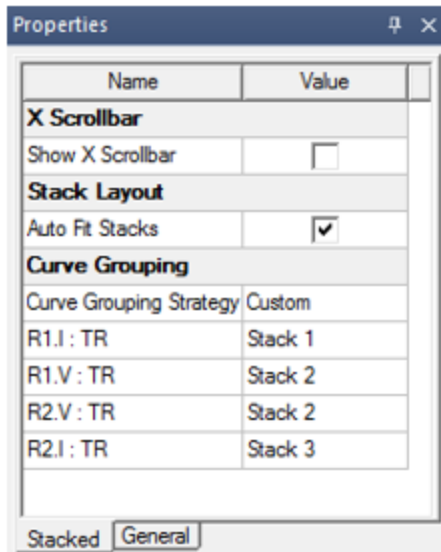 Properties
Name Value
X Scrollbar
Show X Scrollbar
Stack Layout
Auto Fit Stacks
Curve Grouping
Curve Grouping Strategy Custom
R1.I : TR Stack 1
R1.V : TR Stack 2
R2.V : TR Stack 2
R2.I : TR Stack 3
Stacked General